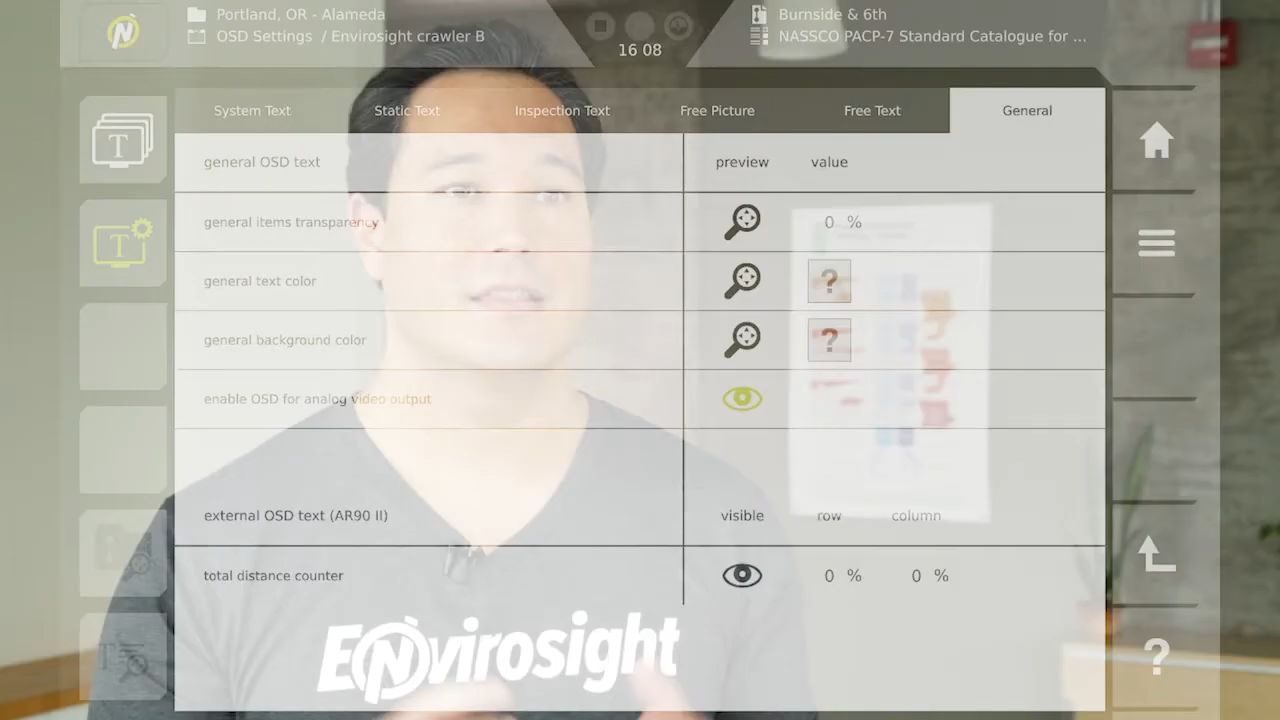 Portland, OR - Alameda
OSD Settings / Envirosight crawler B
16 08
Burnside & 6th
NASSCO PACP-7 Standard Catalogue for ...
System Text
Static Text
Inspection Text
Free Picture
Free Text
General
general OSD text
preview
value
general items transparency
0 %
general text color
?
general background color
?
enable OSD for analog video output
external OSD text (AR90 II)
visible
row
column
total distance counter
0 %
0 %
Envirosight
T
T
?